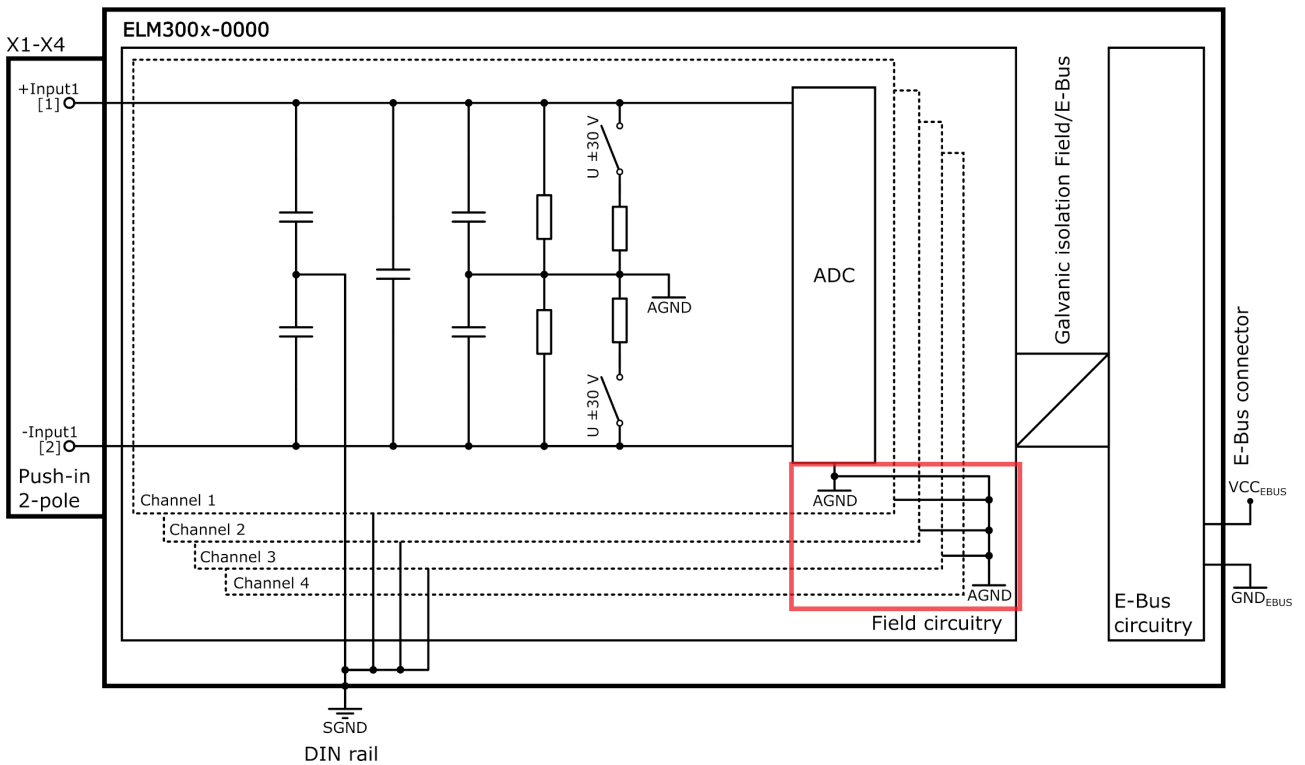 ELM300x-0000
X1-X4
+Input1
[1]
U ±30 V
ADC
AGND
U ±30 V
-Input1
[2]
Push-in
2-pole
Channel 1
Channel 2
Channel 3
Channel 4
AGND
AGND
Field circuitry
Galvanic isolation Field/E-Bus
E-Bus connector
VCCEBUS
GNDEBUS
E-Bus
circuitry
SGND
DIN rail